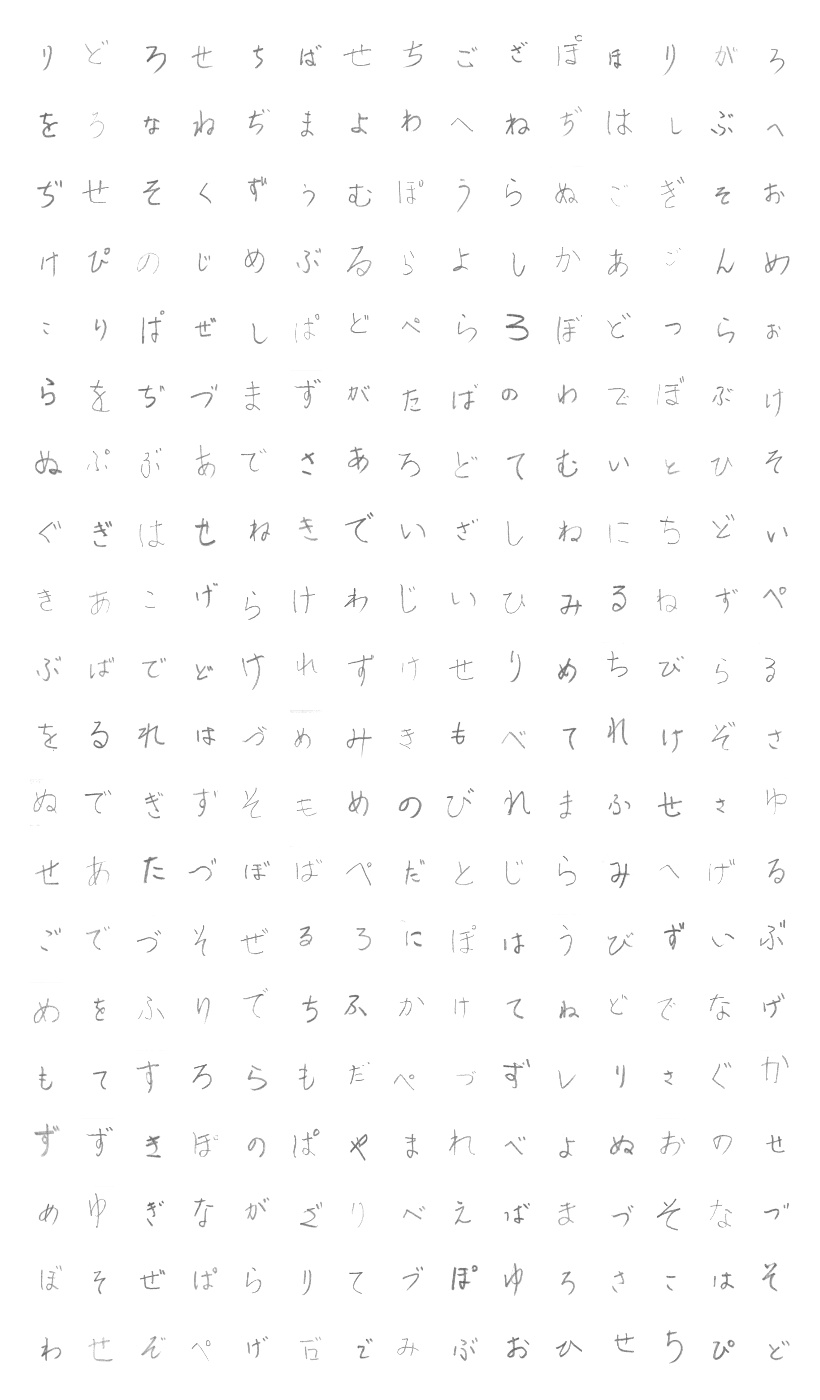 りどろせちばせちござぽほりがろ
をうなねぢまよわへねぢはしぶへ
ぢせそくずぅむぽうらぬごぎそお
けぴのじめぶるらよしかあごんめ
こりぱぜしぱどぺらろぼどつらぉ
らをぢづまずがたばのわでぼぶけ
ぬぷぶあでさあろどてむいとひそ
ぐぎはせねきでいざしねにちどぃ
きあこげらけわじいひみるねずぺ
ぶばでどけれずけせりめちびらる
をるれはづめみきもべてれけぞさ
ぬでぎずそもめのびれまふせさゆ
せあたづぼばぺだとじらみへげる
ごでづそぜるろにぽはうびずいぶ
めをふりでちふかけてねどでなげ
もてすろらもだぺづずしりさぐか
ずずきぽのぱやまれべよぬおのせ
めゆぎながざりべえばまづそなづ
ぼそぜぱらりてづぽゆろさこはそ
わせぞぺげごでみぶおひせちぴど